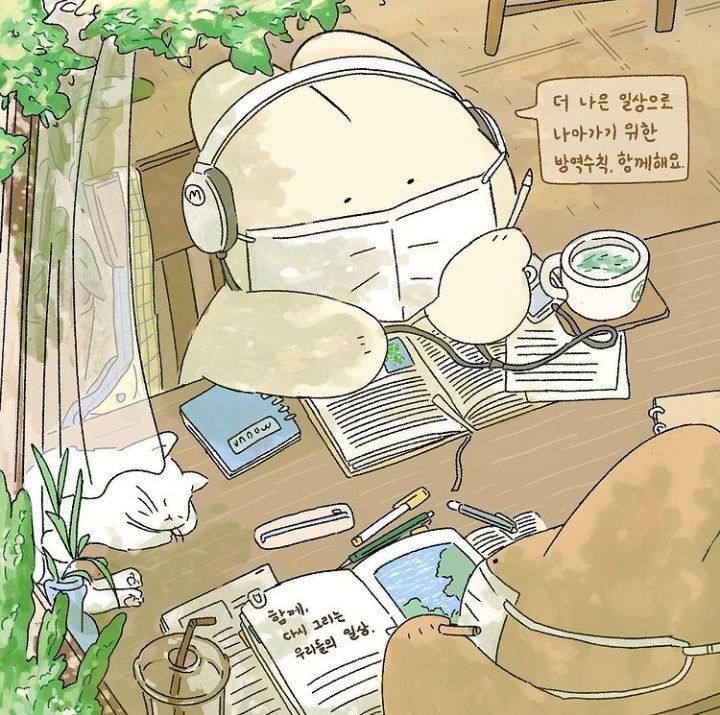 더 나은 일상으로
나아가기 위한
방역수칙, 함께해요.
M
함께,
다시 그리는
우리들의 일상.